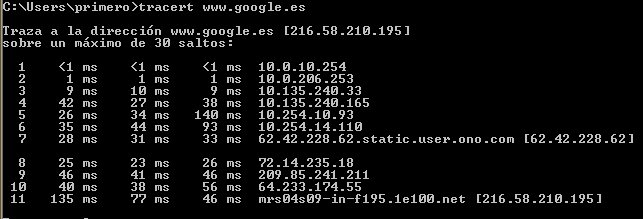 C:\Users\primero>tracert www.google.es
Traza a la dirección www.google.es [216.58.210.195]
sobre un máximo de 30 saltos:
1 <1 ms <1 ms <1 ms 10.0.10.254
2 1 ms 1 ms 1 ms 10.0.206.253
3 9 ms 10 ms 9 ms 10.135.240.33
4 42 ms 27 ms 38 ms 10.135.240.165
5 26 ms 34 ms 140 ms 10.254.10.93
6 35 ms 44 ms 93 ms 10.254.14.110
7 28 ms 31 ms 33 ms 62.42.228.62.static.user.ono.com [62.42.228.62]
8 25 ms 23 ms 26 ms 72.14.235.18
9 46 ms 41 ms 46 ms 209.85.241.211
10 40 ms 38 ms 56 ms 64.233.174.55
11 135 ms 77 ms 46 ms mrs04s09-in-f195.1e100.net [216.58.210.195]